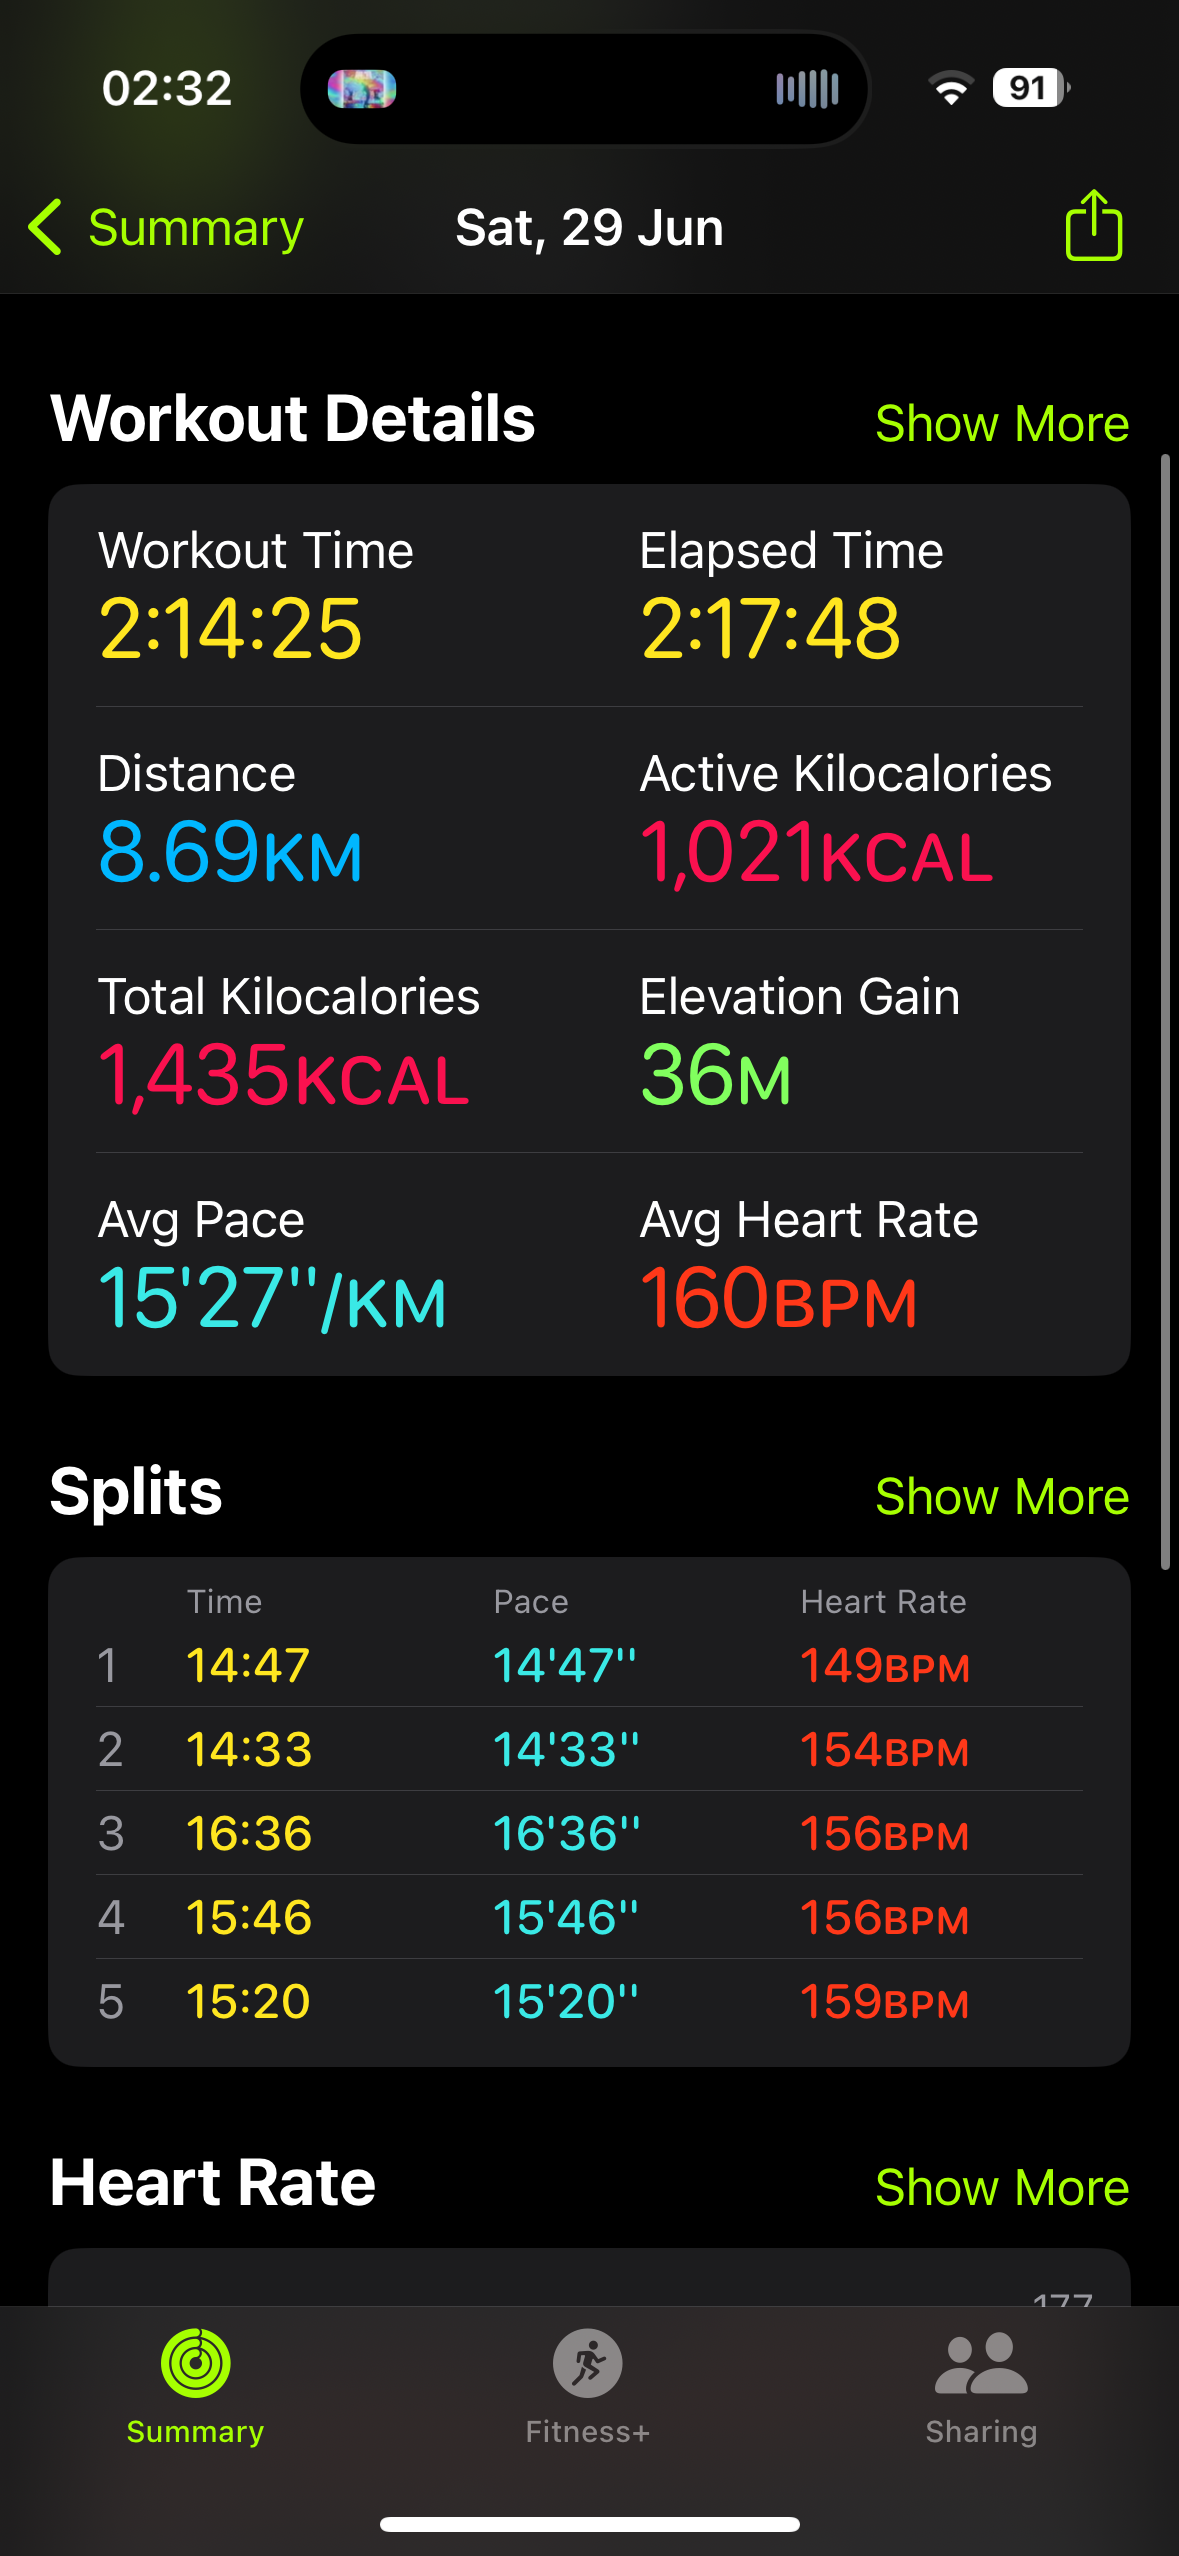 02:32
91
Summary
Sat, 29 Jun
Workout Details
Show More
Workout Time
Elapsed Time
2:14:25
2:17:48
Distance
Active Kilocalories
8.69KM
1,021KCAL
Total Kilocalories
Elevation Gain
1,435KCAL
36M
Avg Pace
Avg Heart Rate
15'27"/KM
160BPM
Splits
Show More
Time Pace Heart Rate
1 14:47 14'47" 149BPM
2 14:33 14'33" 154BPM
3 16:36 16'36" 156BPM
4 15:46 15'46" 156BPM
5 15:20 15'20" 159BPM
Heart Rate
Show More
177
Summary
Fitness+
Sharing